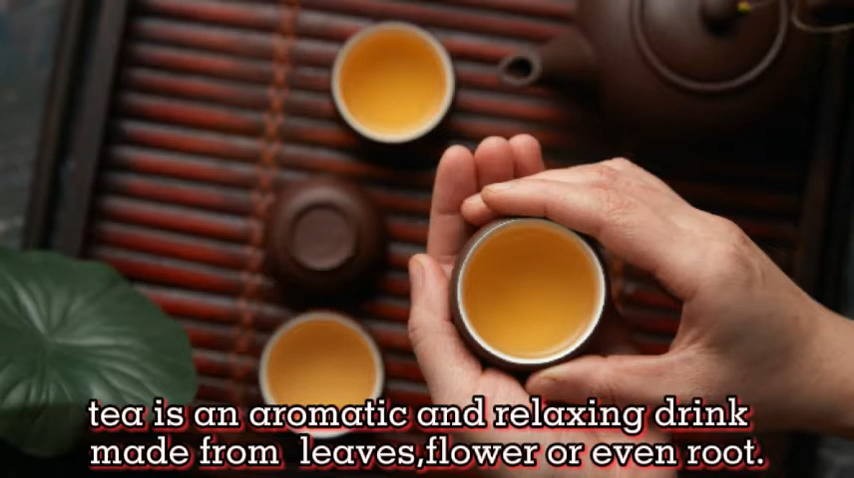 tea is an aromatic and relaxing drink
made from  leaves,flower or even root.